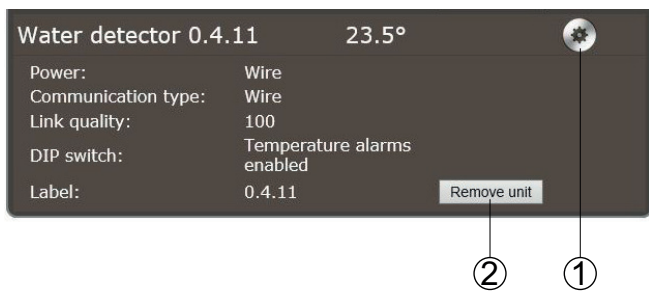 Water detector 0.4.11 23.5°
Power: Wire
Communication type: Wire
Link quality: 100
DIP switch: Temperature alarms
enabled
Label: 0.4.11 Remove unit
2 1